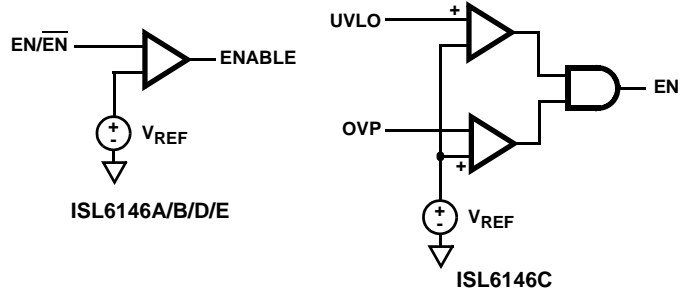 EN/EN
ENABLE
+
-
VREF
ISL6146A/B/D/E
UVLO
+
EN
OVP
+
+
-
VREF
ISL6146C